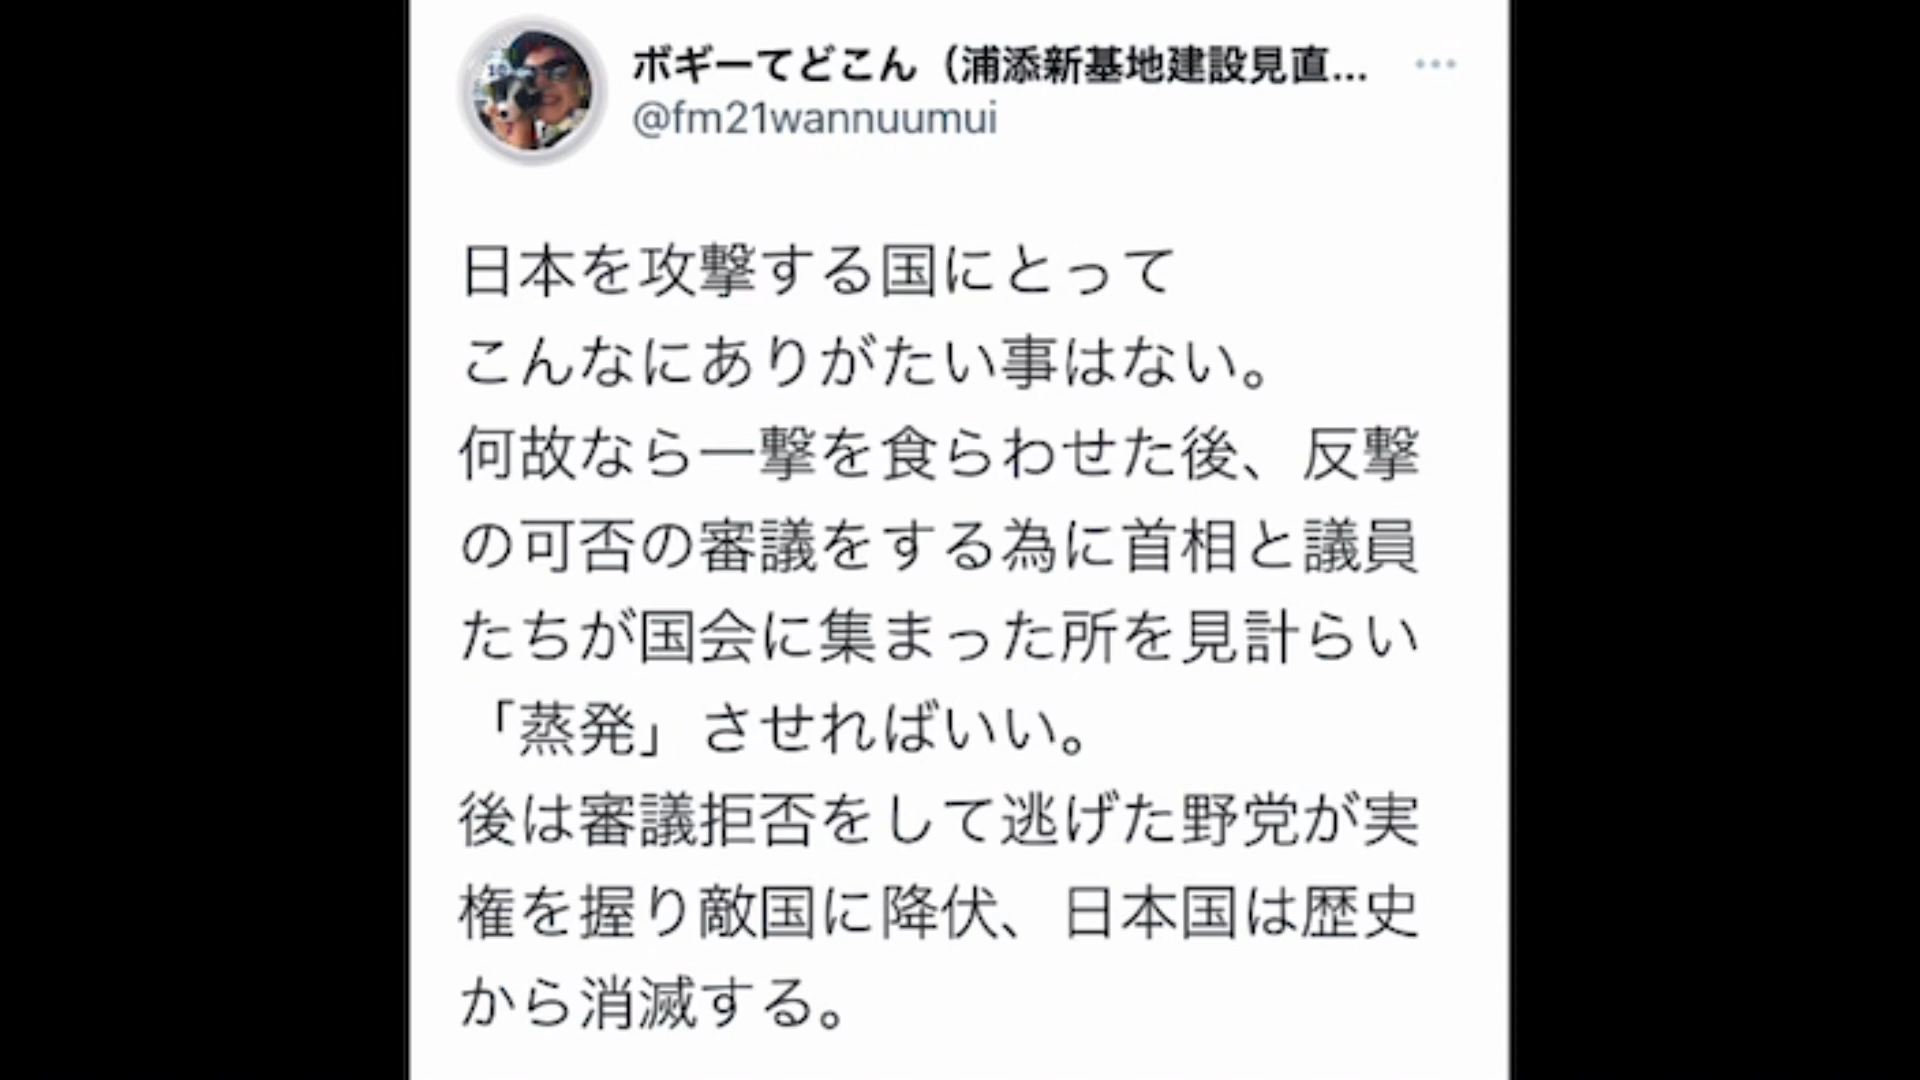 ボギーてどこん（浦添新基地建設見直...
@fm21wannuumui
日本を攻撃する国にとって
こんなにありがたい事はない。
何故なら一撃を食らわせた後、反撃
の可否の審議をする為に首相と議員
たちが国会に集まった所を見計らい
「蒸発」させればいい。
後は審議拒否をして逃げた野党が実
権を握り敵国に降伏、日本国は歴史
から消滅する。